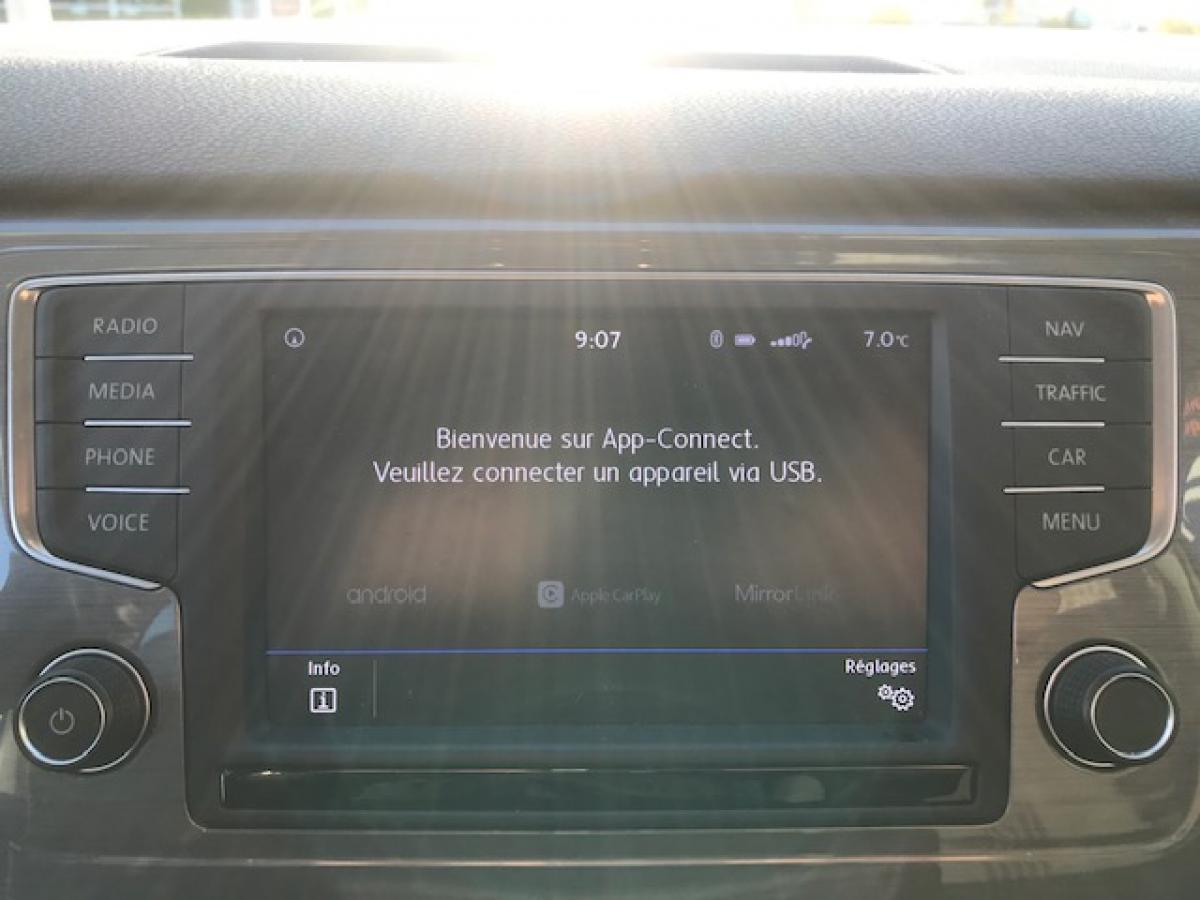 RADIO
MEDIA
PHONE
VOICE
9:07
7.0°C
Bienvenue sur App-Connect.
Veuillez connecter un appareil via USB.
android
Apple CarPlay
MirrorLink
Info
Réglages
NAV
TRAFFIC
CAR
MENU